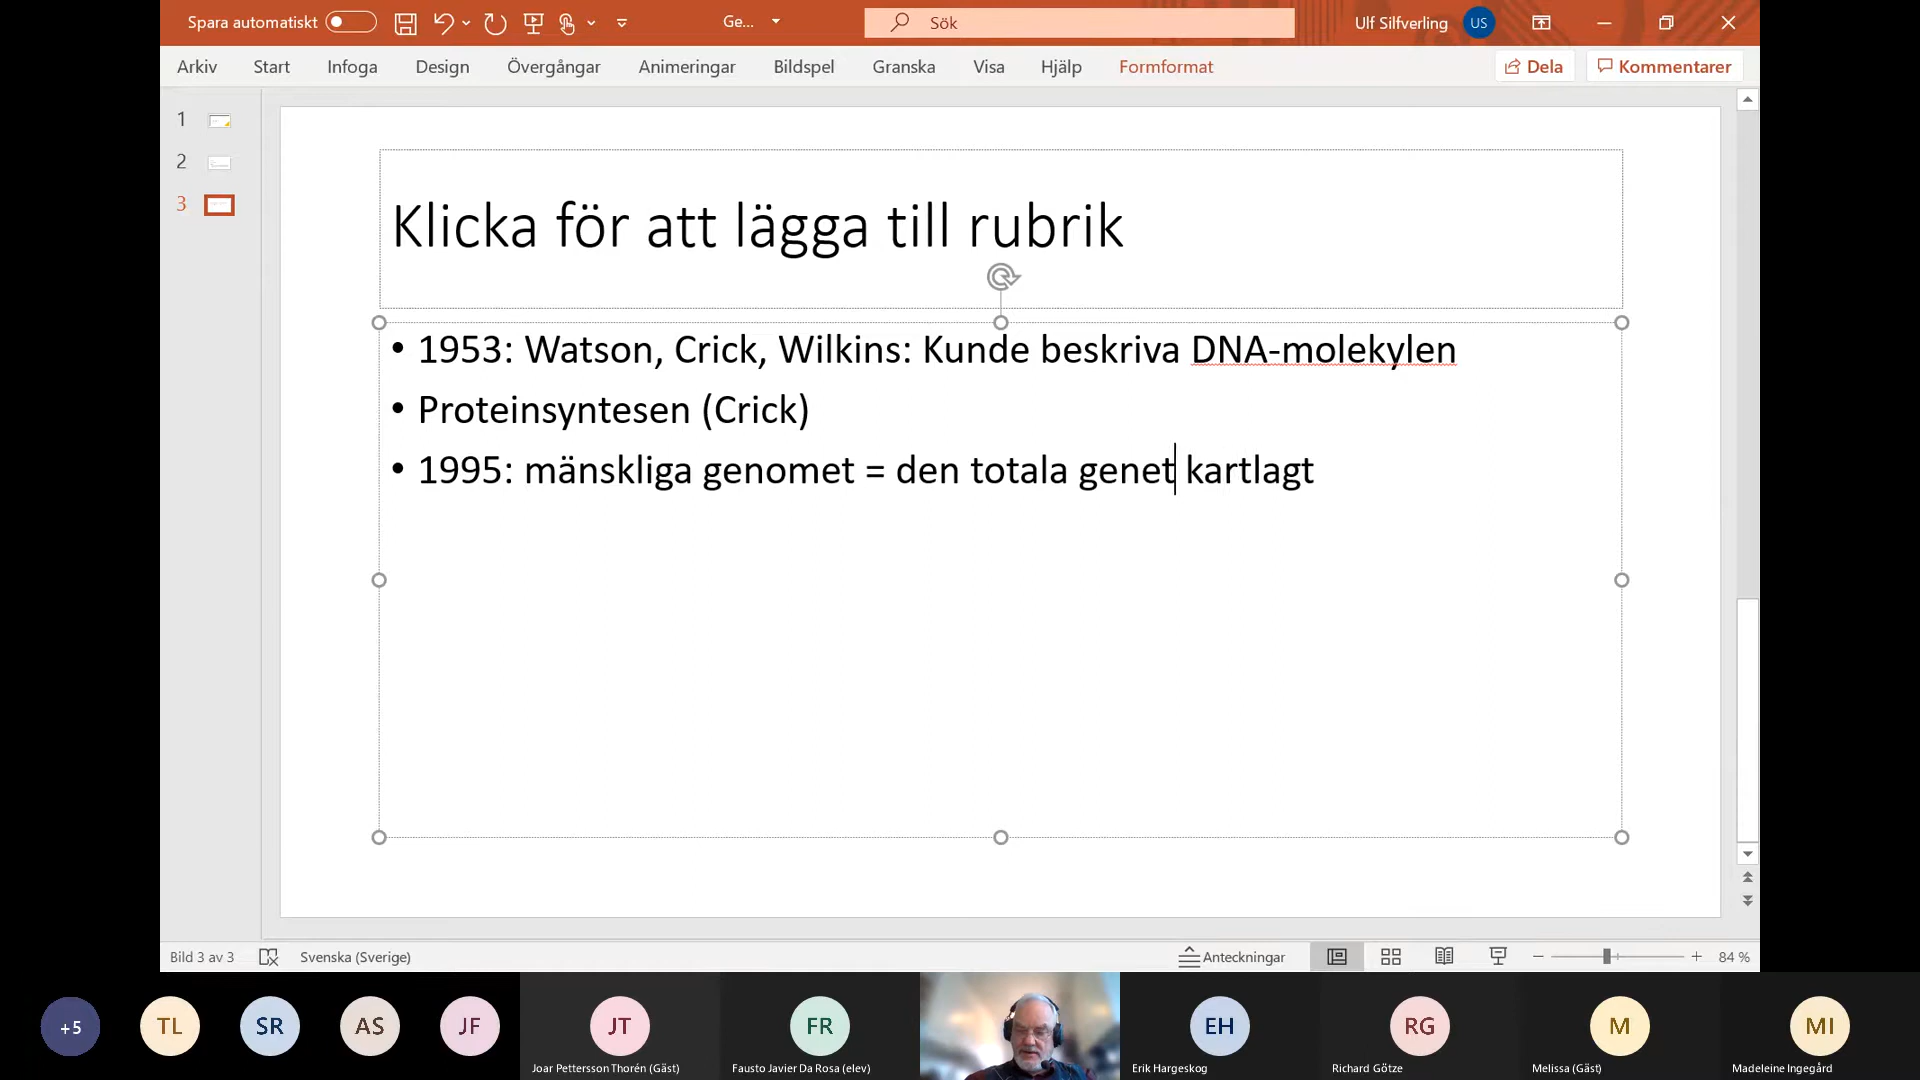 Spara automatiskt
Ge...
Sök
Ulf Silfverling
US
Arkiv
Start
Infoga
Design
Övergångar
Animeringar
Bildspel
Granska
Visa
Hjälp
Formformat
Dela
Kommentarer
1
2
3
Klicka för att lägga till rubrik
• 1953: Watson, Crick, Wilkins: Kunde beskriva DNA-molekylen
• Proteinsyntesen (Crick)
• 1995: mänskliga genomet = den totala genet kartlagt
Bild 3 av 3
Svenska (Sverige)
Anteckningar
84 %
+5
TL
SR
AS
JF
JT
Joar Pettersson Thorén (Gäst)
FR
Fausto Javier Da Rosa (elev)
EH
Erik Hargeskog
RG
Richard Götze
M
Melissa (Gäst)
MI
Madeleine Ingegård